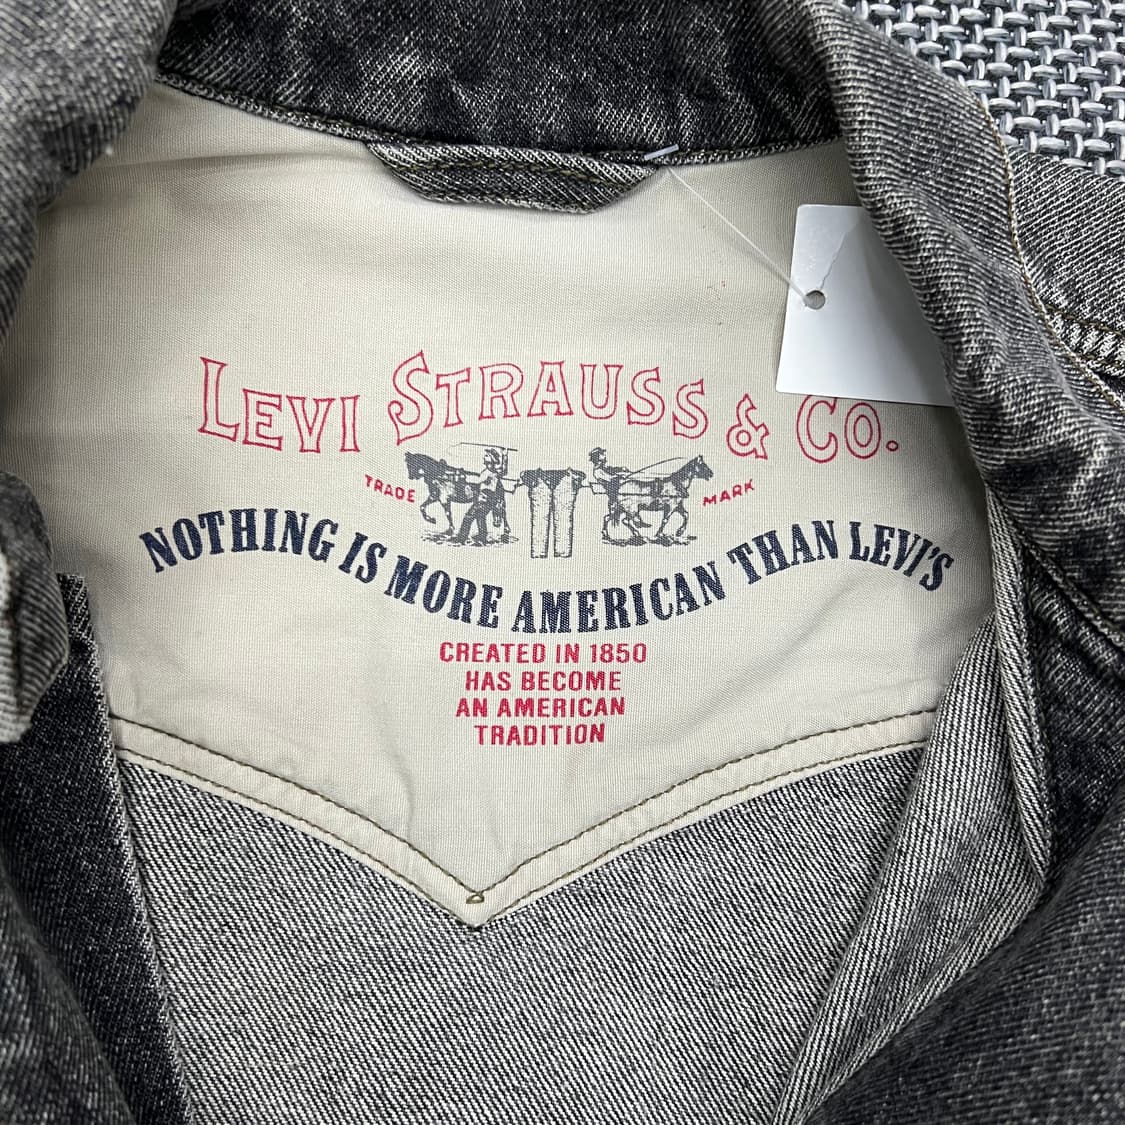 LEVI STRAUSS & CO.
TRADE MARK
NOTHING IS MORE AMERICAN THAN LEVI'S
CREATED IN 1850
HAS BECOME
AN AMERICAN
TRADITION